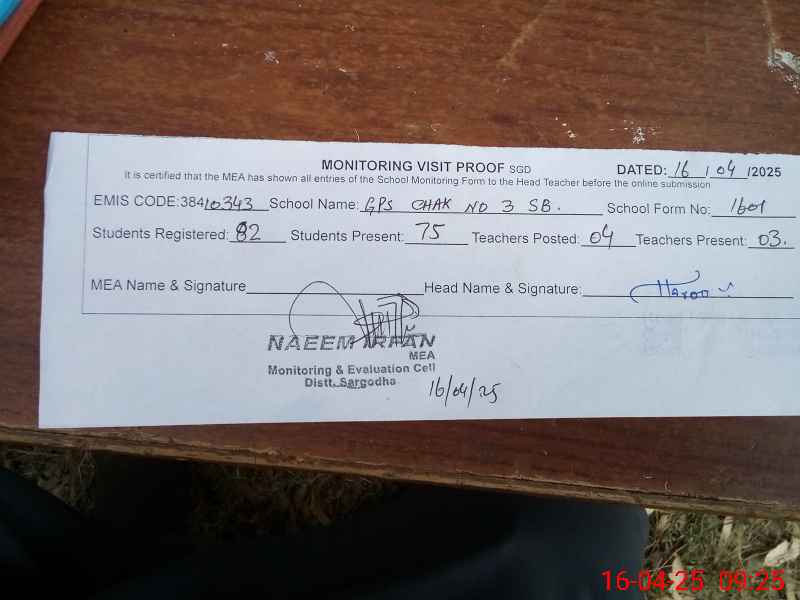 MONITORING VISIT PROOF SGD DATED: 16 / 04 /2025
It is certified that the MEA has shown all entries of the School Monitoring Form to the Head Teacher before the online submission
EMIS CODE:38410343 School Name: GPS CHAK NO 3 SB. School Form No: 1601
Students Registered: 82 Students Present: 75 Teachers Posted: 04 Teachers Present: 03.
MEA Name & Signature Head Name & Signature:
NAEEM IRFAN
MEA
Monitoring & Evaluation Cell
Distt. Sargodha
16/04/25
16-04-25 09:25